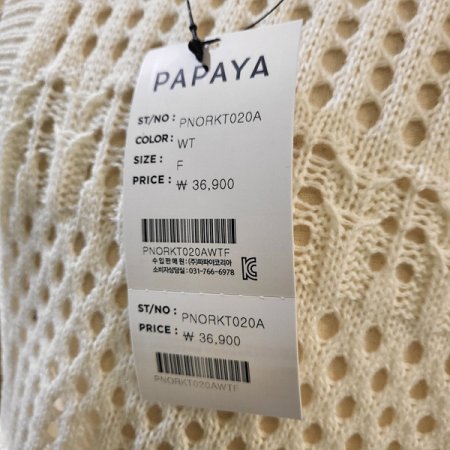 PAPAYA
ST/NO : PNORKT020A
COLOR: WT
SIZE : F
PRICE : ₩ 36,900
PNORKT020AWTF
수입판매원 : (주)파파야코리아
소비자상담실 : 031-766-6978
ST/NO : PNORKT020A
PRICE : ₩ 36,900
PNORKT020AWTF